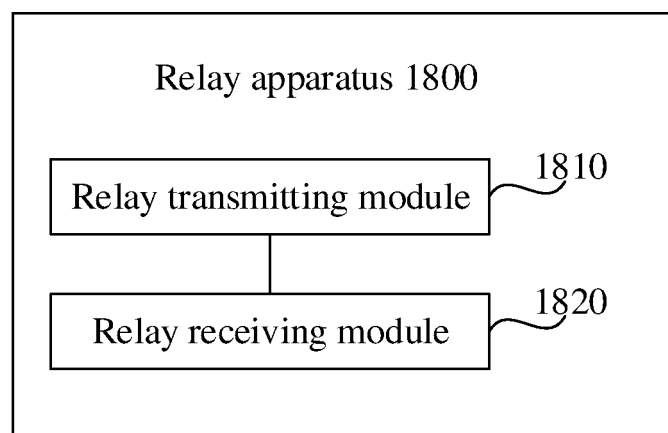 Relay apparatus 1800
Relay transmitting module
1810
Relay receiving module
1820